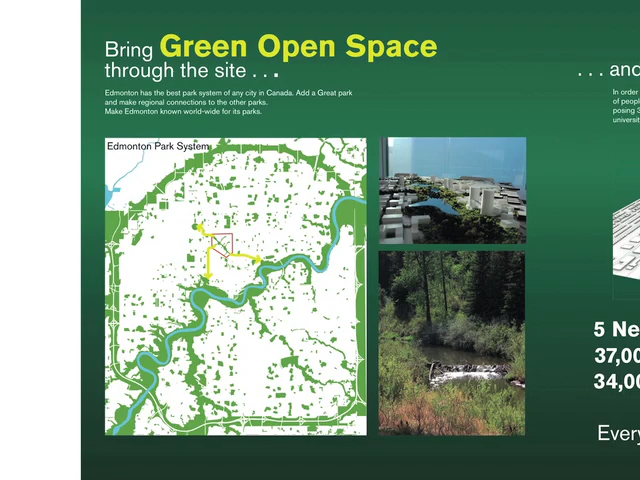 Bring Green Open Space
through the site . . .
Edmonton has the best park system of any city in Canada. Add a Great park
and make regional connections to the other parks.
Make Edmonton known world-wide for its parks.
Edmonton Park System
. . . and
In order
of peopl
posing 3
universit
5 Ne
37,00
34,00
Every